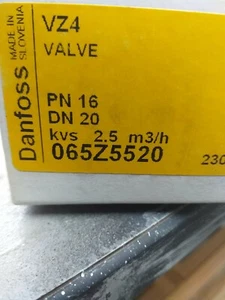 Danfoss
MADE IN
SLOVENIA
VZ4
VALVE
PN 16
DN 20
kvs 2.5 m3/h
065Z5520
230